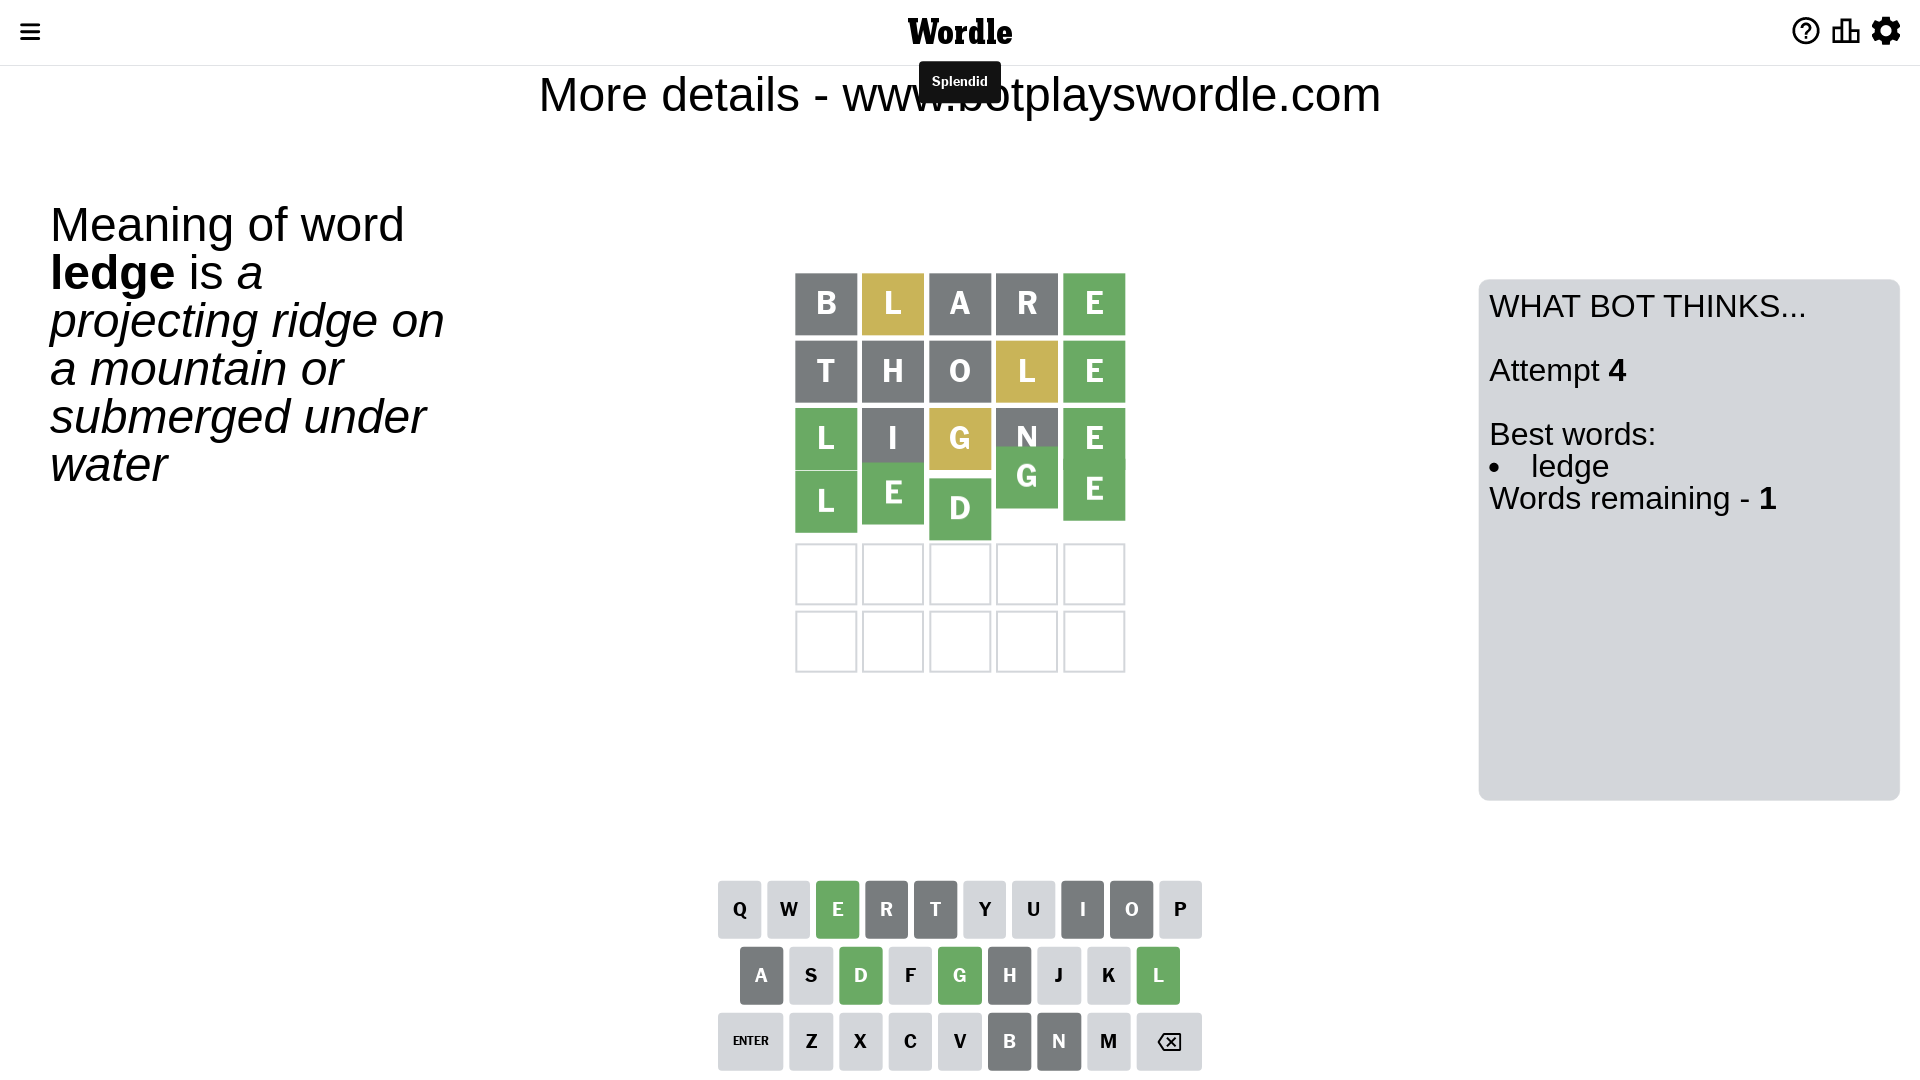 Wordle
Splendid
More details - www.botplayswordle.com
Meaning of word
ledge is a
projecting ridge on
a mountain or
submerged under
water
B L A R E
T H O L E
L I G N E
L E D G E
WHAT BOT THINKS...
Attempt 4
Best words:
• ledge
Words remaining - 1
Q W E R T Y U I O P
A S D F G H J K L
ENTER Z X C V B N M